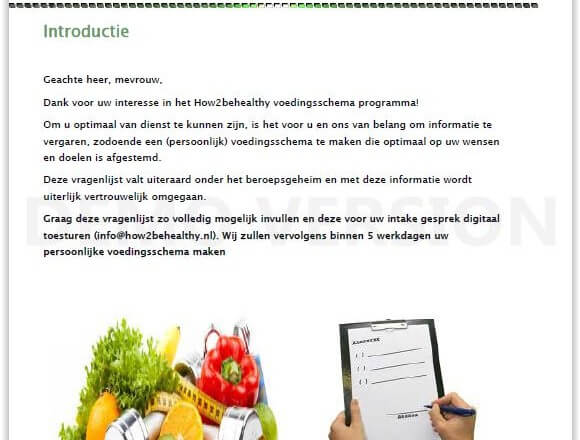 Introductie
Geachte heer, mevrouw,
Dank voor uw interesse in het How2behealthy voedingsschema programma!
Om u optimaal van dienst te kunnen zijn, is het voor u en ons van belang om informatie te
vergaren, zodoende een (persoonlijk) voedingsschema te maken die optimaal op uw wensen
en doelen is afgestemd.
Deze vragenlijst valt uiteraard onder het beroepsgeheim en met deze informatie wordt
uiterlijk vertrouwelijk omgegaan.
Graag deze vragenlijst zo volledig mogelijk invullen en deze voor uw intake gesprek digitaal
toesturen (info@how2behealthy.nl). Wij zullen vervolgens binnen 5 werkdagen uw
persoonlijke voedingsschema maken